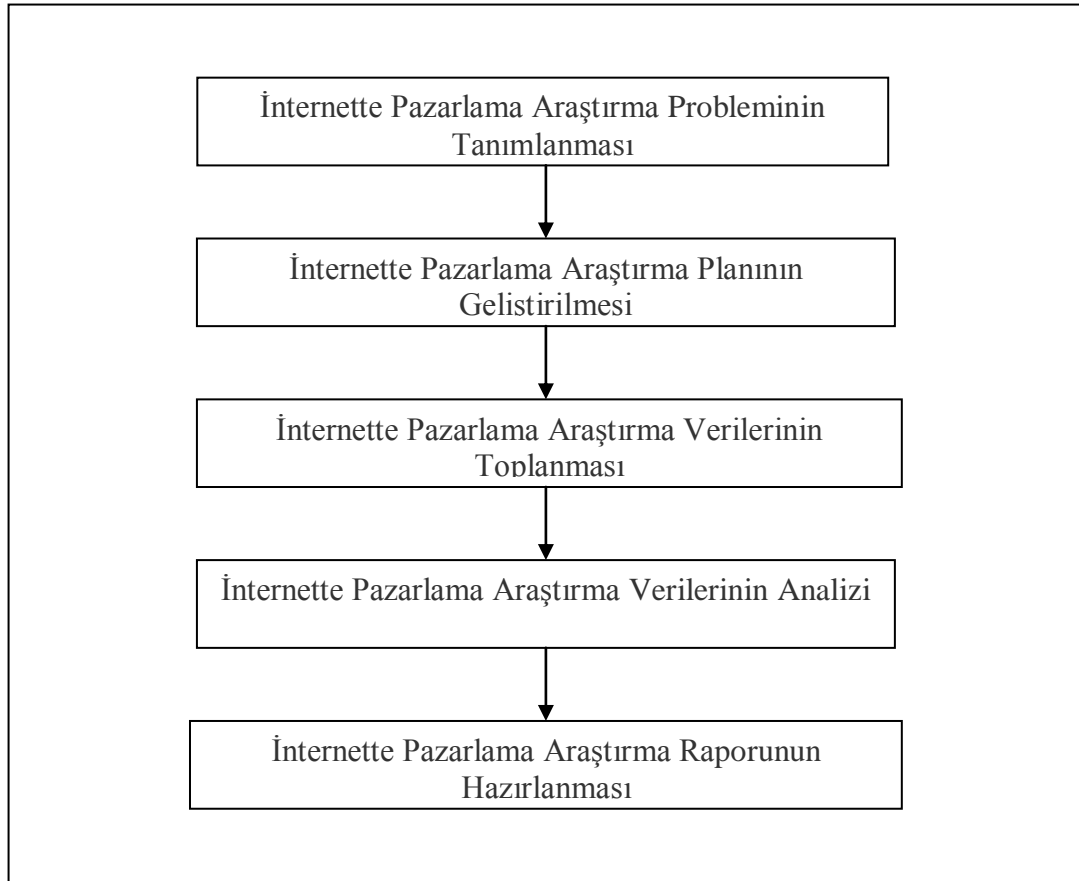 İnternette Pazarlama Araştırma Probleminin
Tanımlanması
İnternette Pazarlama Araştırma Planının
Gelistirilmesi
İnternette Pazarlama Araştırma Verilerinin
Toplanması
İnternette Pazarlama Araştırma Verilerinin Analizi
İnternette Pazarlama Araştırma Raporunun
Hazırlanması